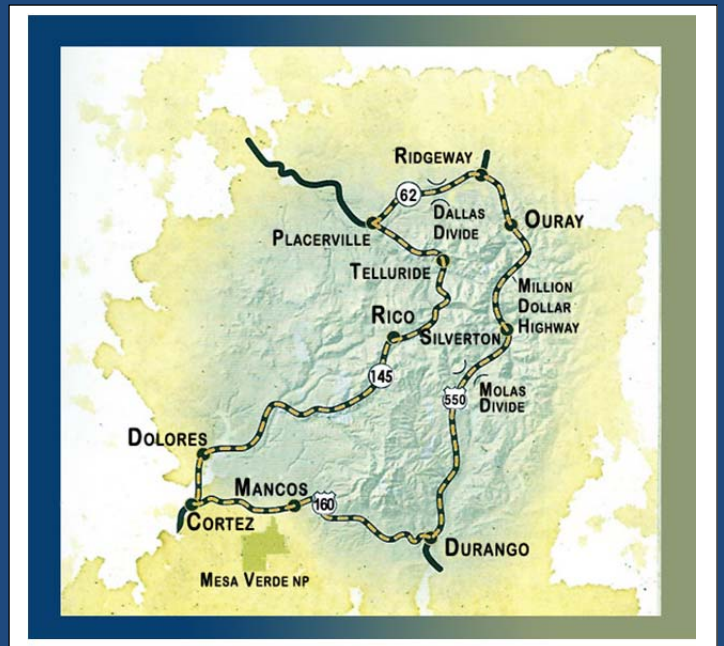 RIDGEWAY
62
DALLAS
DIVIDE
OURAY
PLACERVILLE
TELLURIDE
MILLION
DOLLAR
HIGHWAY
RICO
SILVERTON
145
550
MOLAS
DIVIDE
DOLORES
MANCOS
160
CORTEZ
DURANGO
MESA VERDE NP